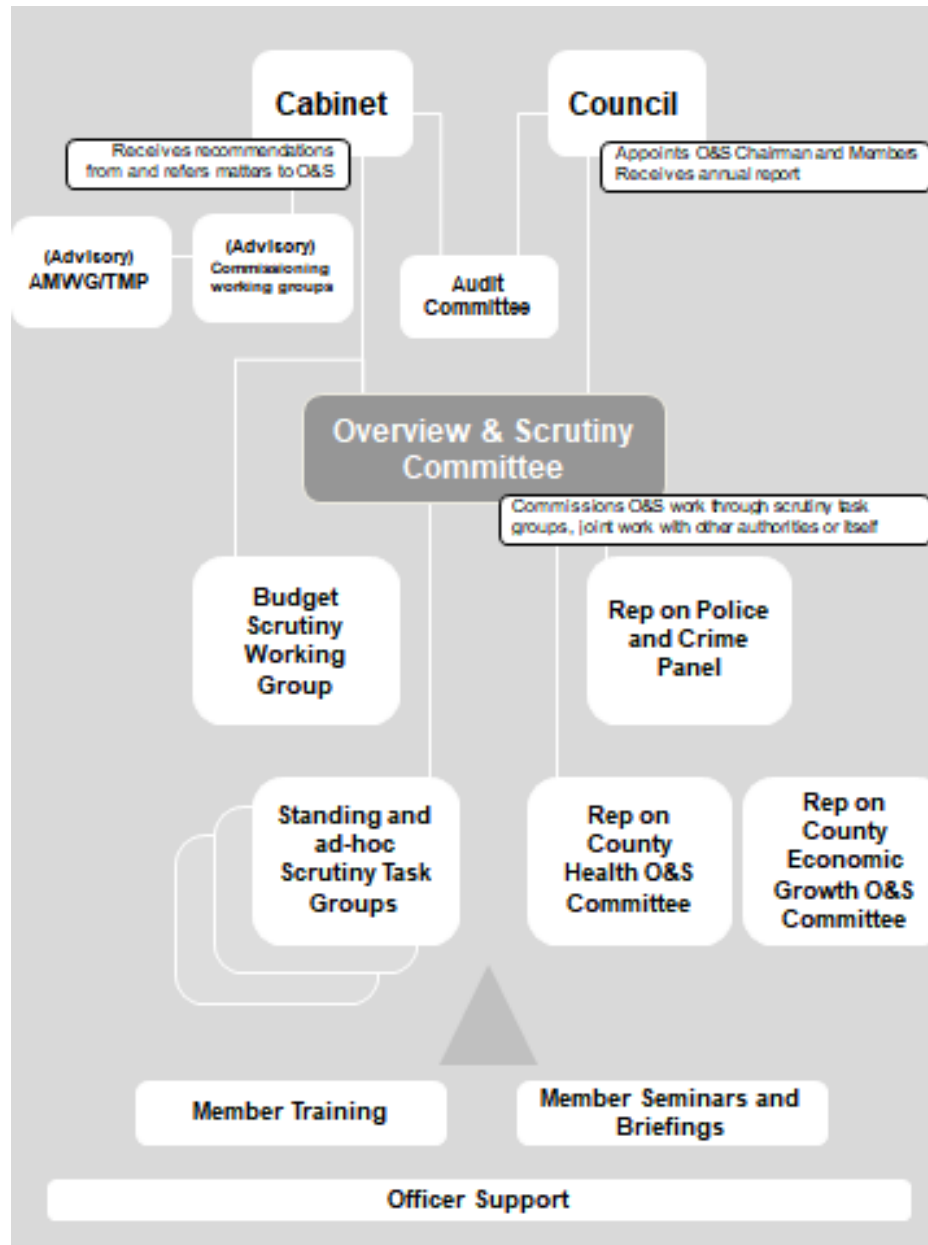 Cabinet
Council
Receives recommendations
from and refers matters to O&S
Appoints O&S Chairman and Members
Receives annual report
(Advisory)
AMWG/TMP
(Advisory)
Commissioning
working groups
Audit
Committee
Overview & Scrutiny
Committee
Commissions O&S work through scrutiny task
groups, joint work with other authorities or itself
Budget
Scrutiny
Working
Group
Rep on Police
and Crime
Panel
Standing and
ad-hoc
Scrutiny Task
Groups
Rep on
County
Health O&S
Committee
Rep on
County
Economic
Growth O&S
Committee
Member Training
Member Seminars and
Briefings
Officer Support